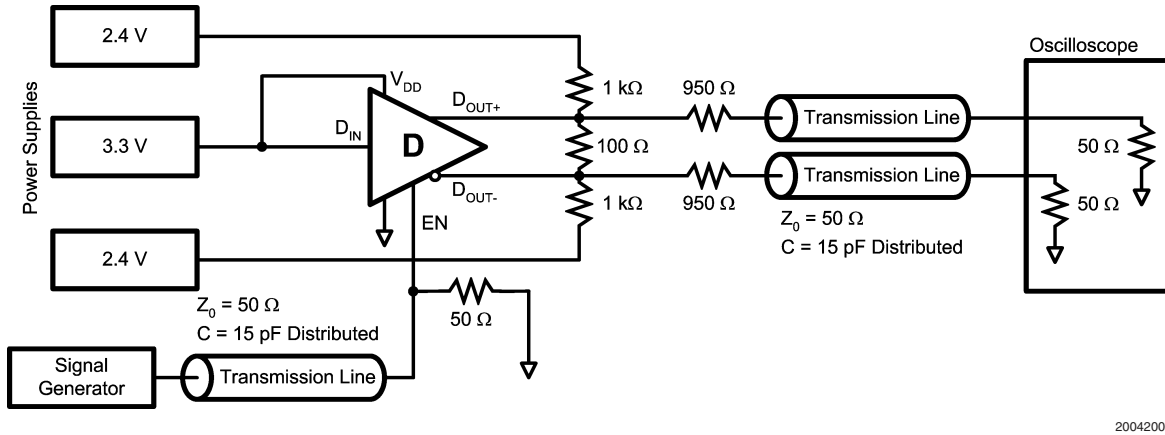 Power Supplies
2.4 V
3.3 V
2.4 V
V_DD
D_IN
D
D_OUT+
D_OUT-
EN
1 kΩ
100 Ω
1 kΩ
950 Ω
950 Ω
Transmission Line
Transmission Line
Z_0 = 50 Ω
C = 15 pF Distributed
Oscilloscope
50 Ω
50 Ω
50 Ω
Z_0 = 50 Ω
C = 15 pF Distributed
Signal
Generator
Transmission Line
2004200